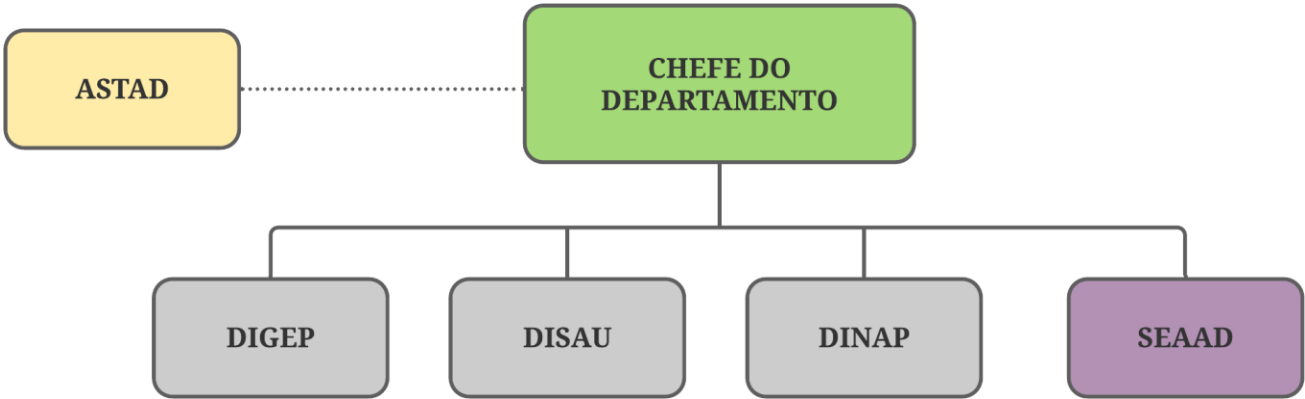 ASTAD
CHEFE DO
DEPARTAMENTO
DIGEP
DISAU
DINAP
SEAAD